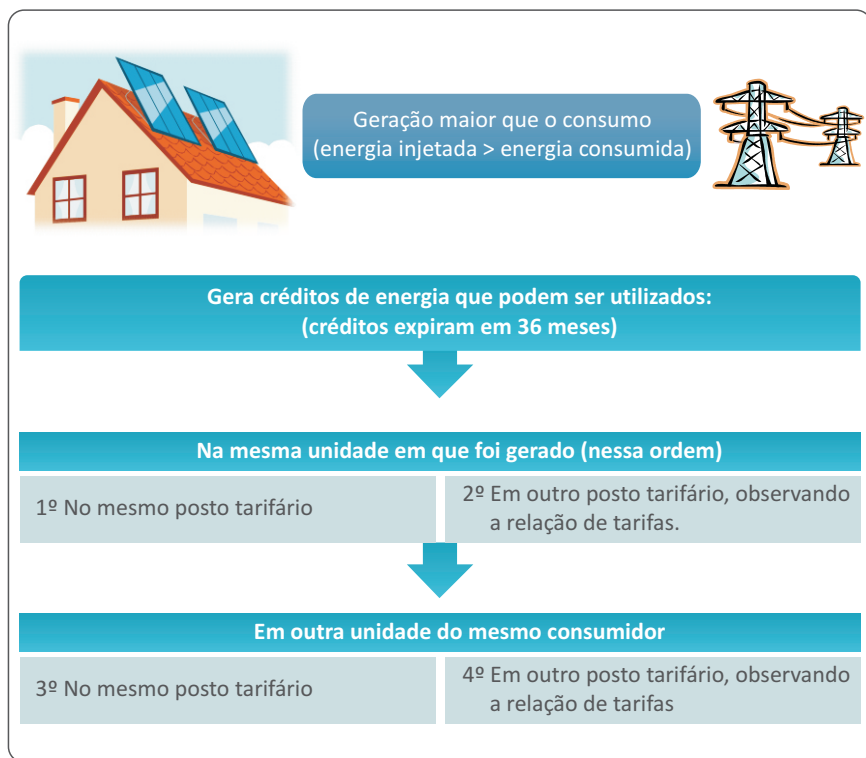 Geração maior que o consumo
(energia injetada > energia consumida)
Gera créditos de energia que podem ser utilizados:
(créditos expiram em 36 meses)
Na mesma unidade em que foi gerado (nessa ordem)
1º No mesmo posto tarifário
2º Em outro posto tarifário, observando
a relação de tarifas.
Em outra unidade do mesmo consumidor
3º No mesmo posto tarifário
4º Em outro posto tarifário, observando
a relação de tarifas